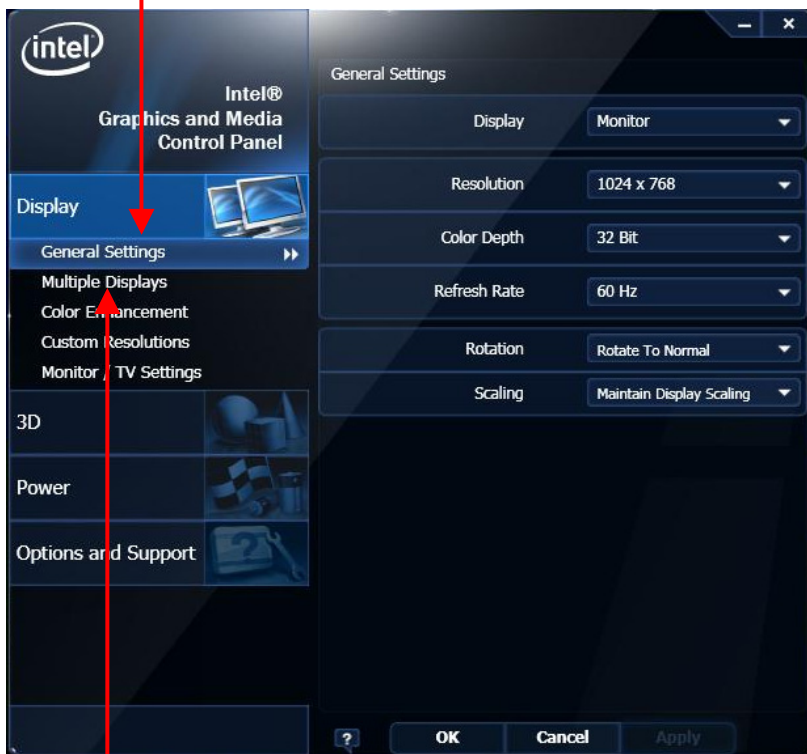 intel
Intel®
Graphics and Media
Control Panel
Display
General Settings
Multiple Displays
Color Enhancement
Custom Resolutions
Monitor / TV Settings
3D
Power
Options and Support
General Settings
Display Monitor
Resolution 1024 x 768
Color Depth 32 Bit
Refresh Rate 60 Hz
Rotation Rotate To Normal
Scaling Maintain Display Scaling
? OK Cancel Apply